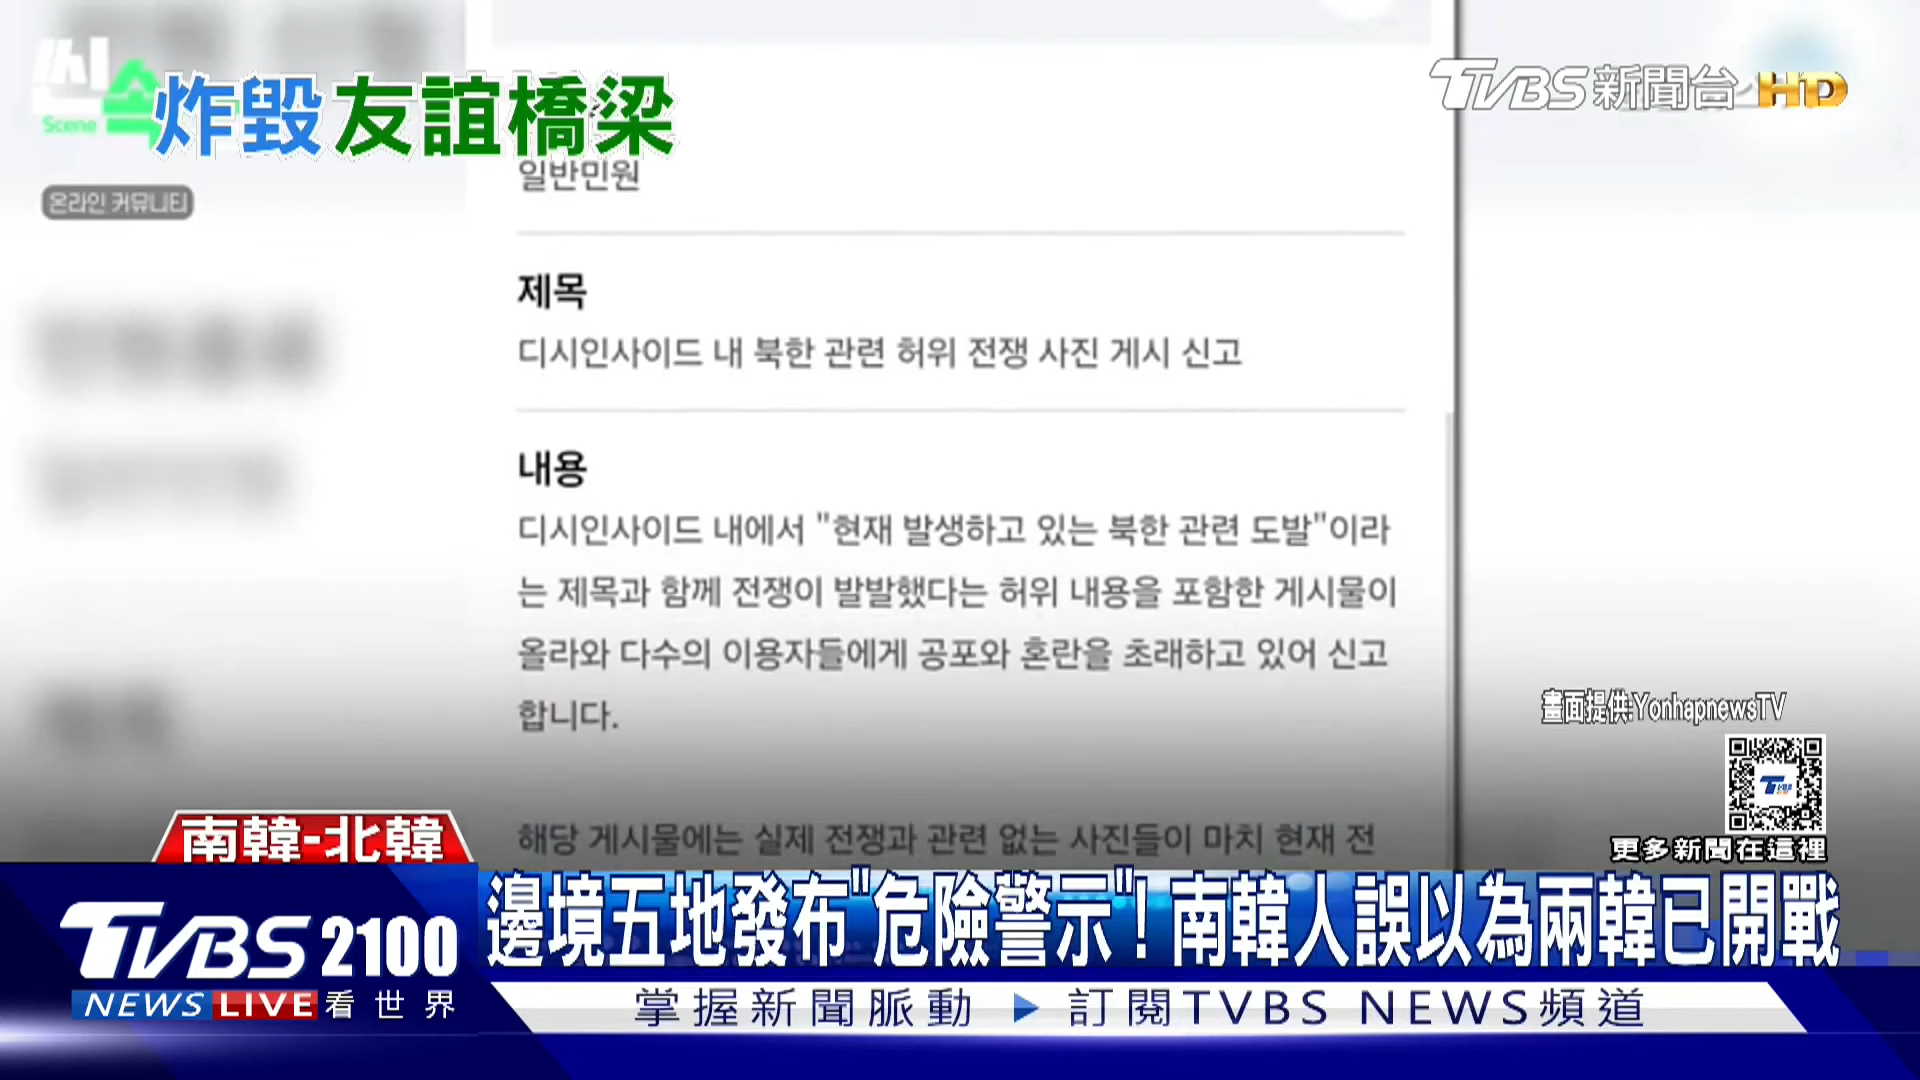 씬속
Scene
炸毀友誼橋梁
TVBS新聞台 HD
온라인 커뮤니티
일반민원
제목
디시인사이드 내 북한 관련 허위 전쟁 사진 게시 신고
내용
디시인사이드 내에서 "현재 발생하고 있는 북한 관련 도발"이라
는 제목과 함께 전쟁이 발발했다는 허위 내용을 포함한 게시물이
올라와 다수의 이용자들에게 공포와 혼란을 초래하고 있어 신고
합니다.
해당 게시물에는 실제 전쟁과 관련 없는 사진들이 마치 현재 전
畫面提供:YonhapnewsTV
TVBS
更多新聞在這裡
南韓-北韓
邊境五地發布"危險警示"! 南韓人誤以為兩韓已開戰
TVBS 2100
NEWS LIVE 看世界
掌握新聞脈動 ▶ 訂閱TVBS NEWS頻道